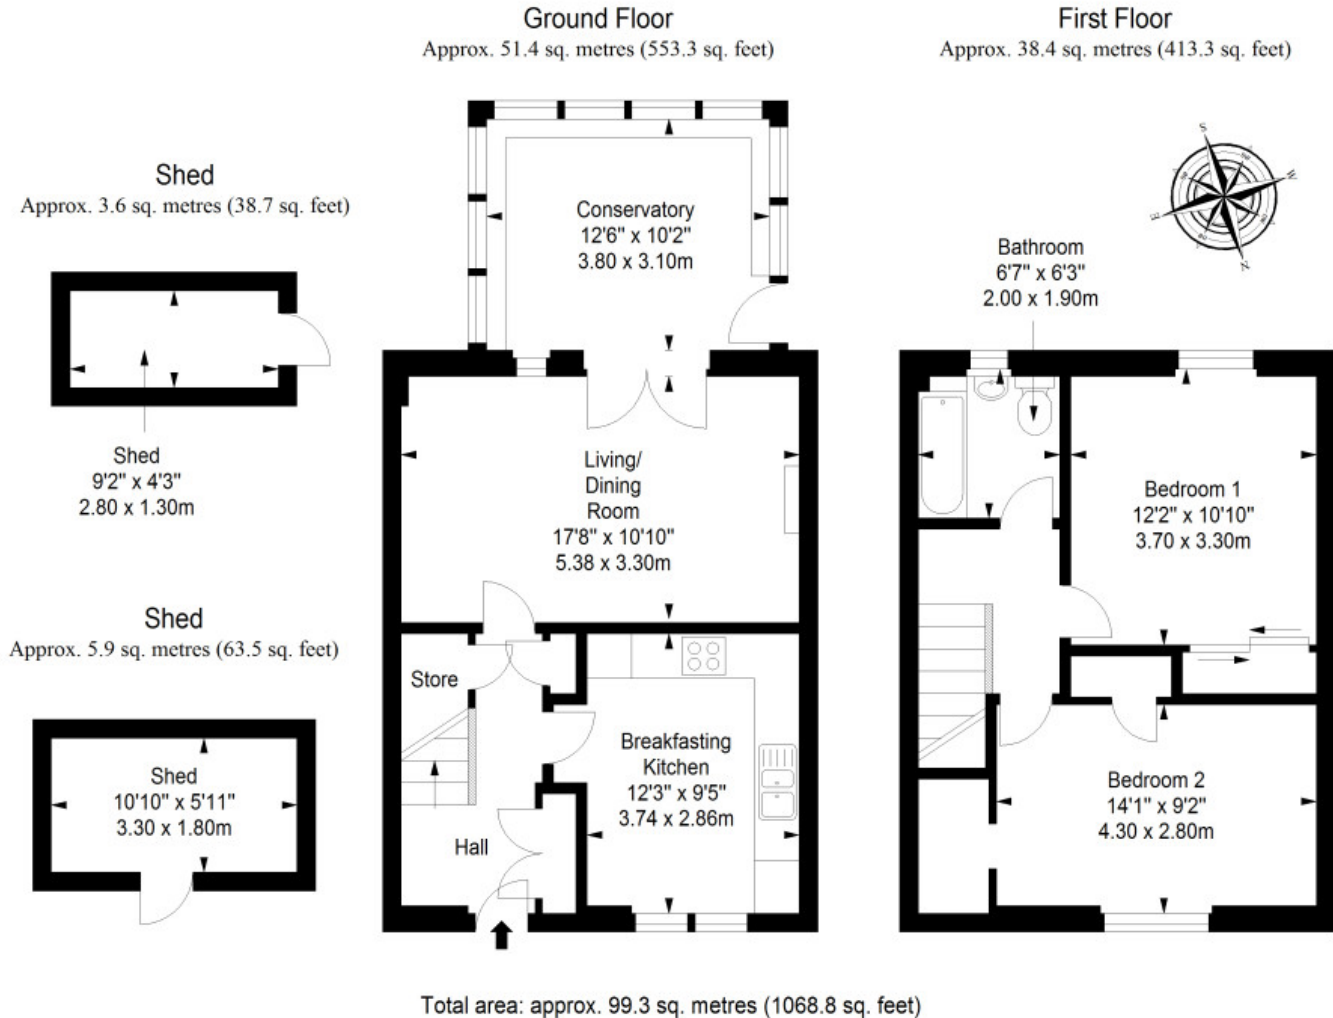 Ground Floor
Approx. 51.4 sq. metres (553.3 sq. feet)
First Floor
Approx. 38.4 sq. metres (413.3 sq. feet)
Shed
Approx. 3.6 sq. metres (38.7 sq. feet)
Shed
9'2" x 4'3"
2.80 x 1.30m
Shed
Approx. 5.9 sq. metres (63.5 sq. feet)
Shed
10'10" x 5'11"
3.30 x 1.80m
Conservatory
12'6" x 10'2"
3.80 x 3.10m
Living/
Dining
Room
17'8" x 10'10"
5.38 x 3.30m
Store
Breakfasting
Kitchen
12'3" x 9'5"
3.74 x 2.86m
Hall
S
W
E
N
Bathroom
6'7" x 6'3"
2.00 x 1.90m
Bedroom 1
12'2" x 10'10"
3.70 x 3.30m
Bedroom 2
14'1" x 9'2"
4.30 x 2.80m
Total area: approx. 99.3 sq. metres (1068.8 sq. feet)